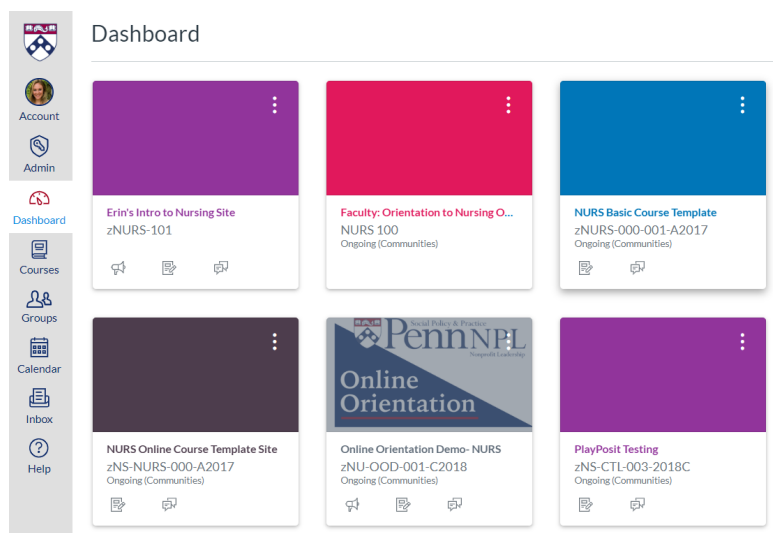 Dashboard
Account
Admin
Dashboard
Courses
Groups
Calendar
Inbox
Help
Erin's Intro to Nursing Site
zNURS-101
Faculty: Orientation to Nursing O...
NURS 100
Ongoing (Communities)
NURS Basic Course Template
zNURS-000-001-A2017
Ongoing (Communities)
NURS Online Course Template Site
zNS-NURS-000-A2017
Ongoing (Communities)
Social Policy & Practice
Penn NPL
Nonprofit Leadership
Online
Orientation
Online Orientation Demo- NURS
zNU-OOD-001-C2018
Ongoing (Communities)
PlayPosit Testing
zNS-CTL-003-2018C
Ongoing (Communities)